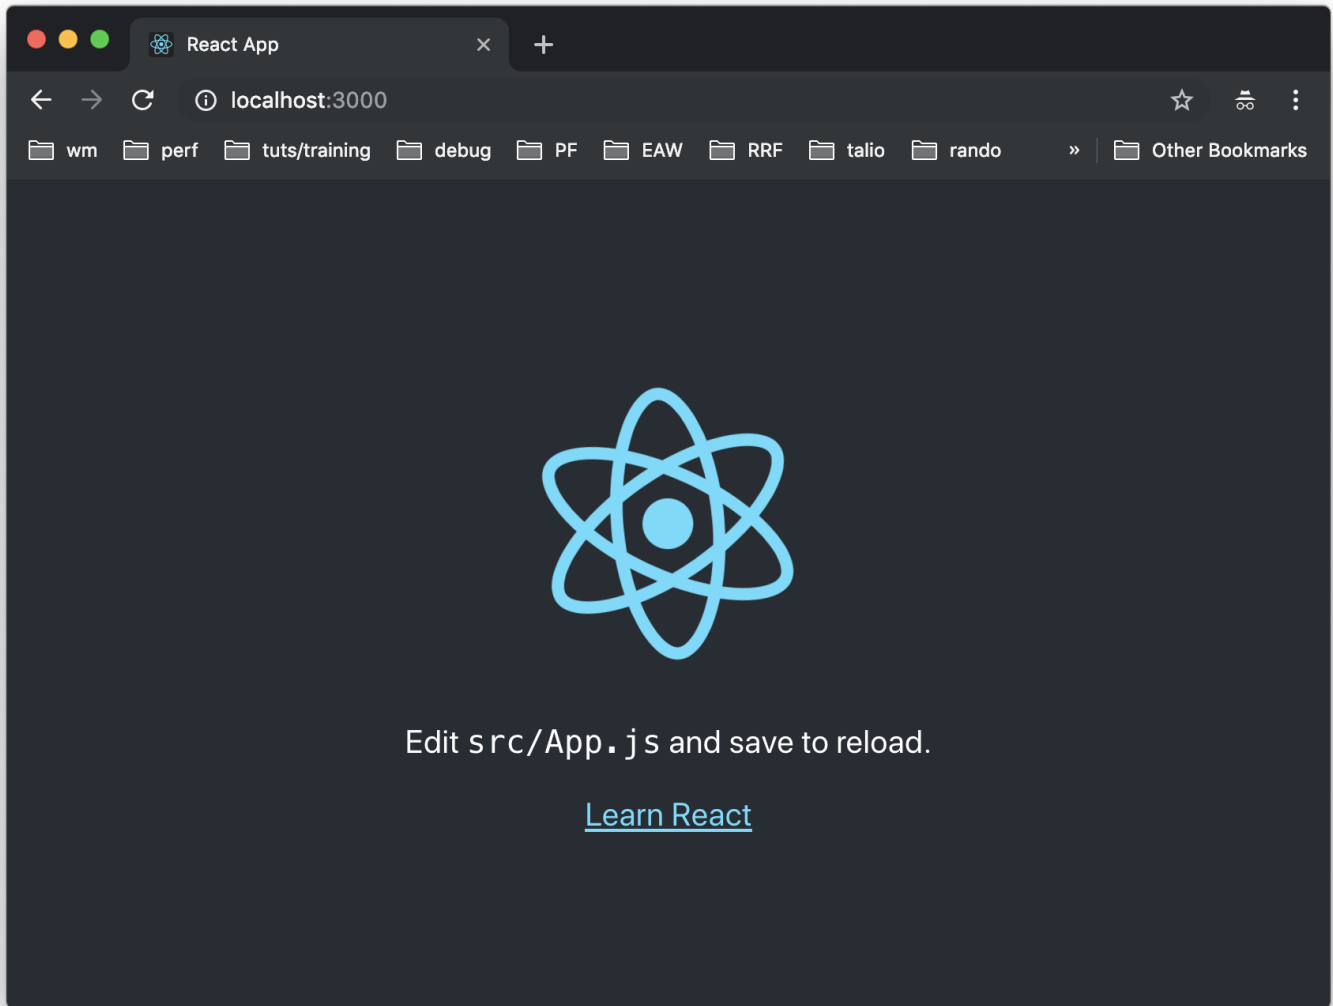 React App
localhost:3000
wm perf tuts/training debug PF EAW RRF talio rando » Other Bookmarks
Edit src/App.js and save to reload.
Learn React